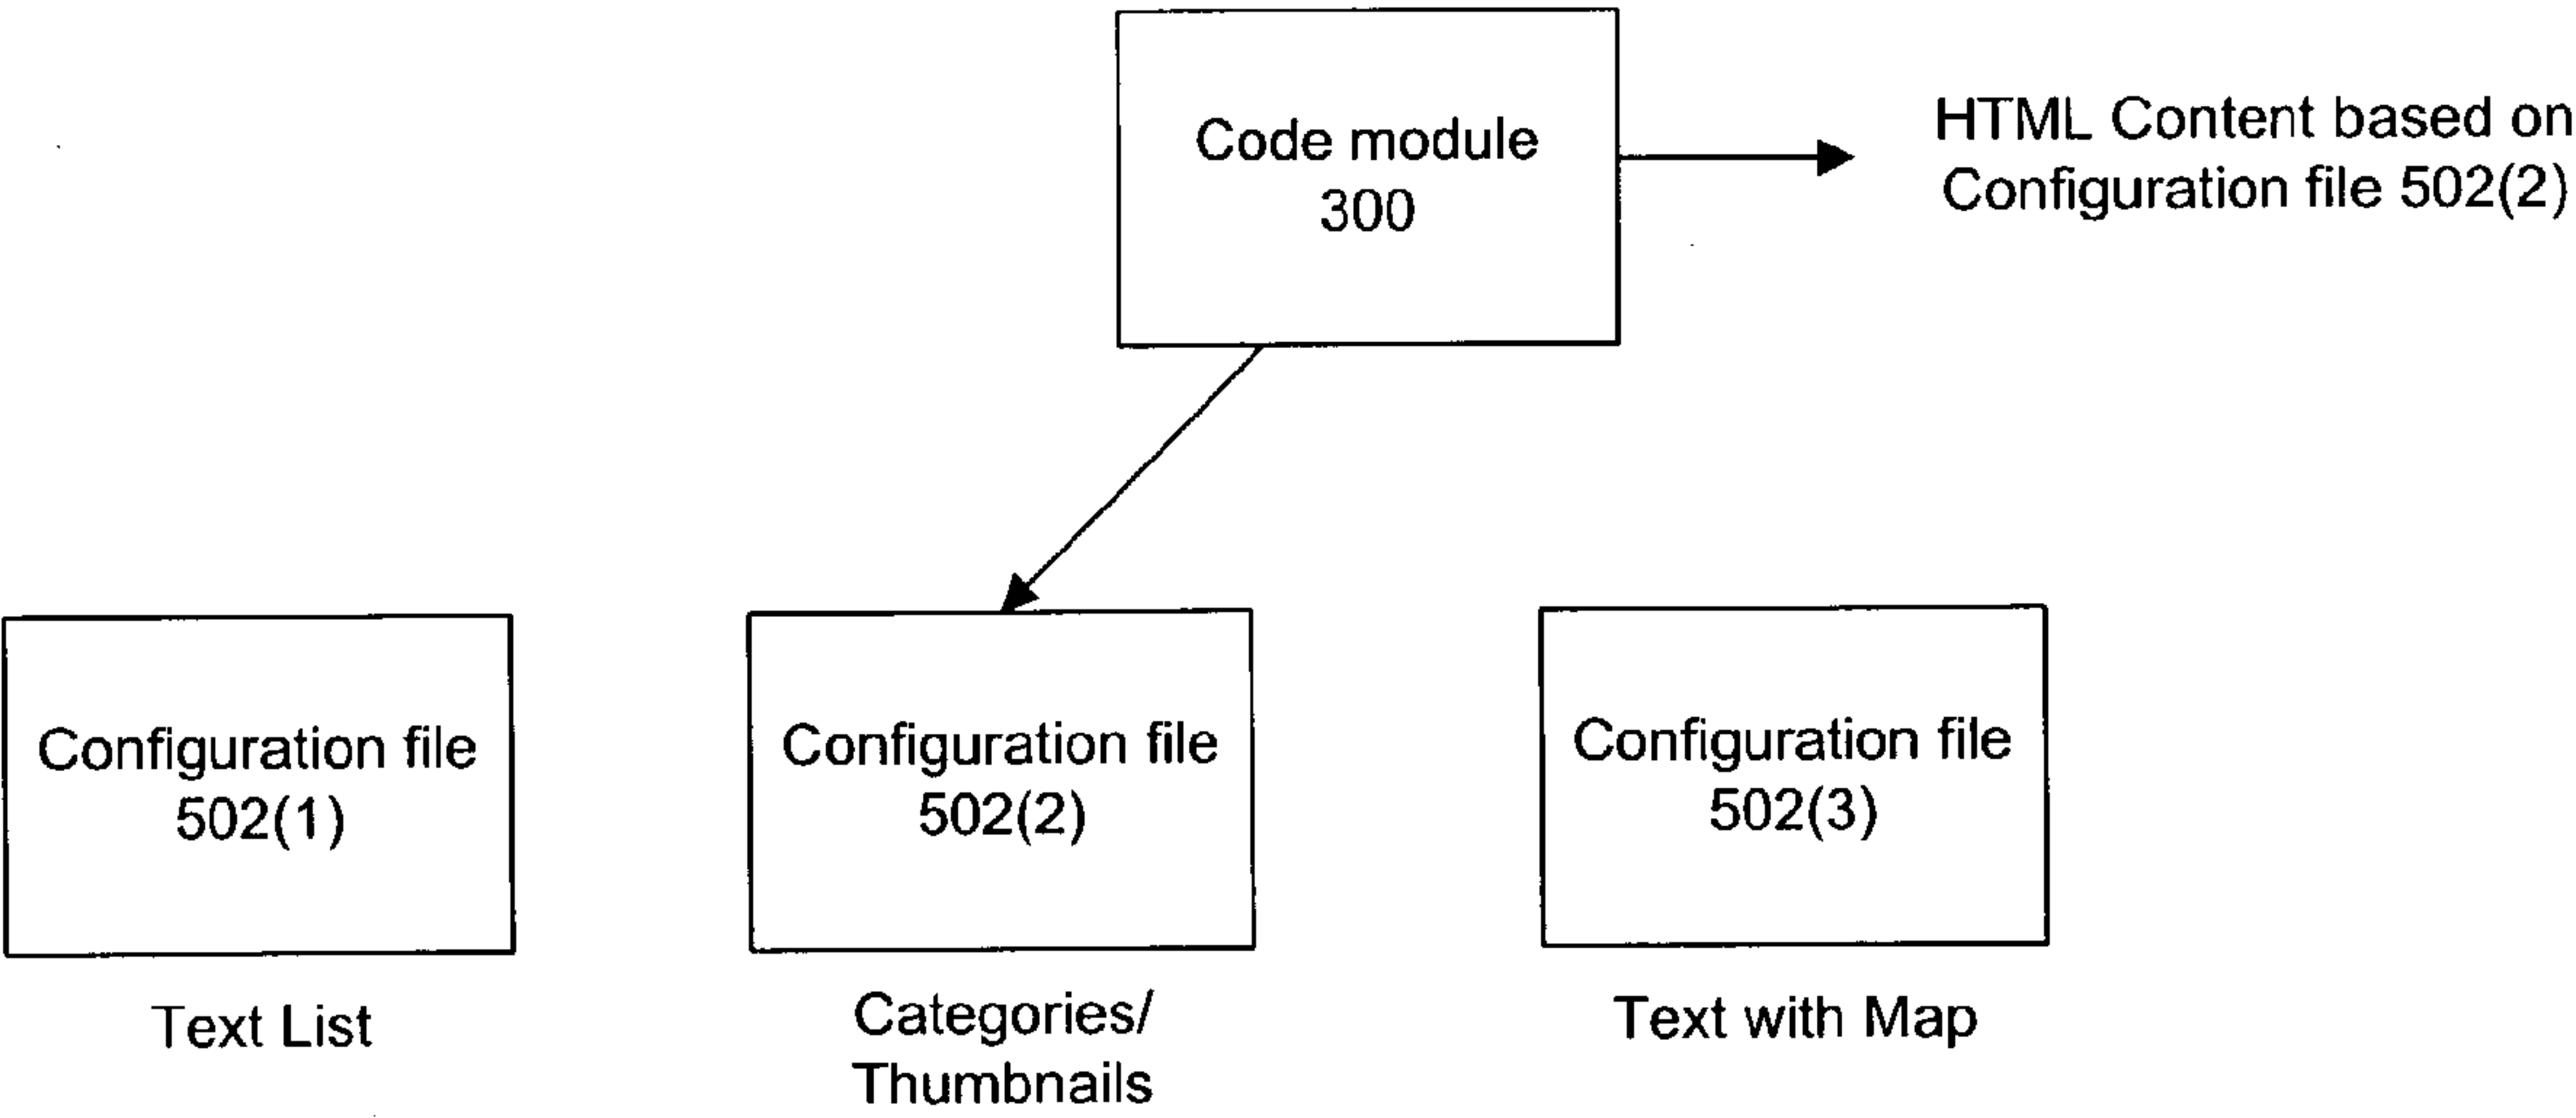 Code module
300
HTML Content based on
Configuration file 502(2)
Configuration file
502(1)
Configuration file
502(2)
Configuration file
502(3)
Text List
Categories/
Thumbnails
Text with Map